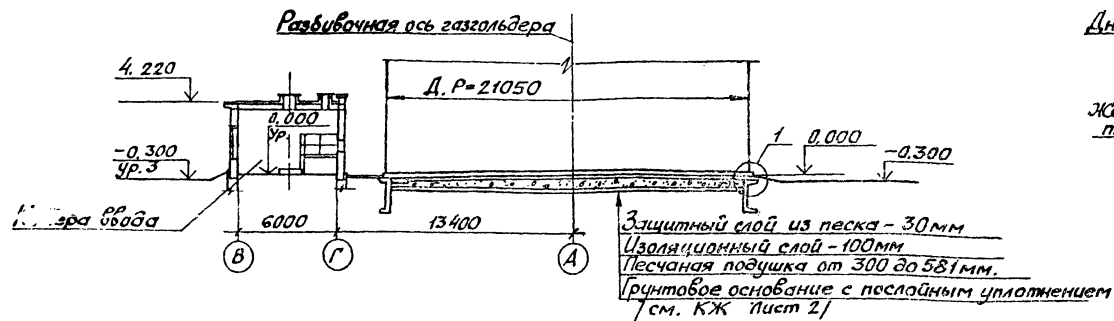 Разбивочная ось газгольдера
Дн
4.220
Д.Р=21050
0,000
Ур.
1
0,000
-0.300
-0.300
Ур.З
ввода
6000
13400
В
Г
А
Защитный слой из песка - 30мм
Изоляционный слой - 100мм
Песчаная подушка от 300 до 581мм.
Грунтовое основание с послойным уплотнением
/см. КЖ Лист 2/